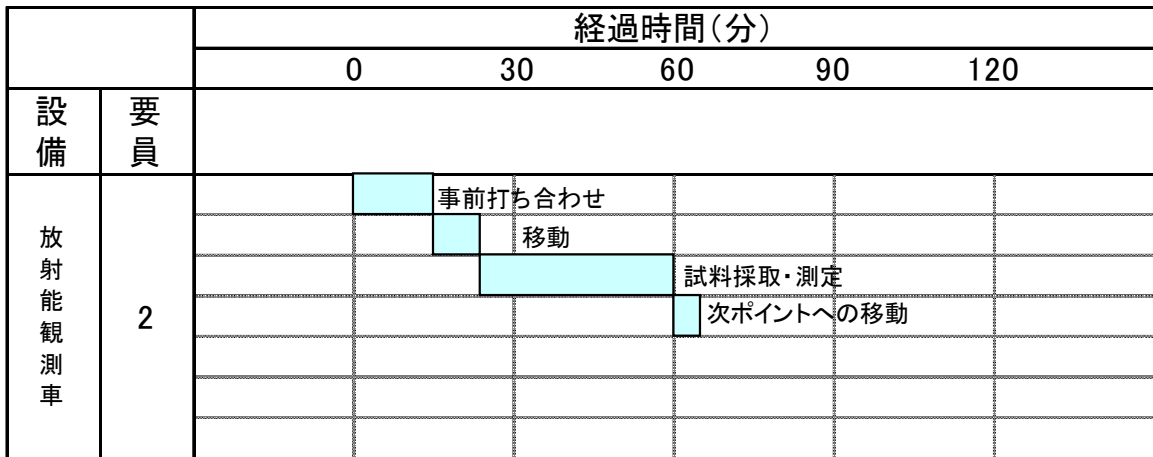 経過時間(分)
0 30 60 90 120
設備
要員
放射能観測車
2
事前打ち合わせ
移動
試料採取・測定
次ポイントへの移動